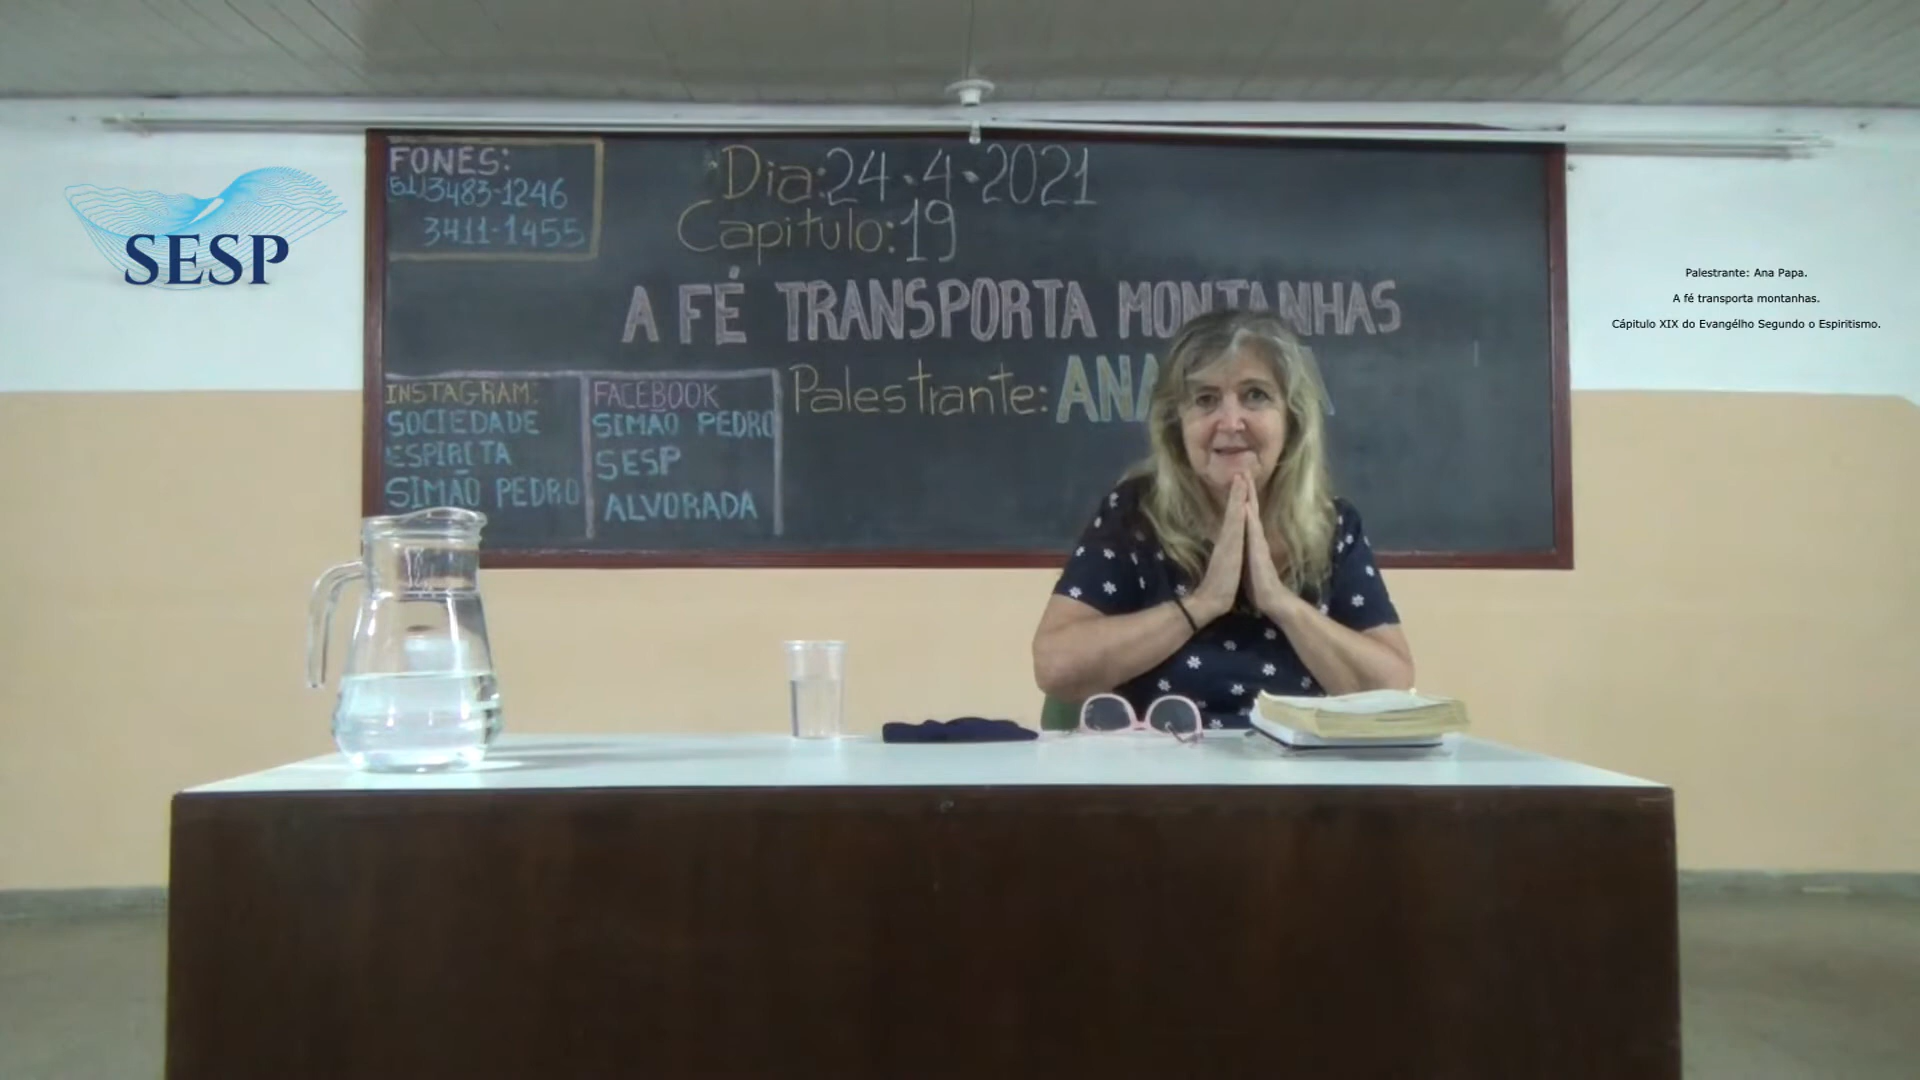 SESP
FONES:
(51)3483-1246
3411-1455
Dia:24.4.2021
Capitulo:19
A FÉ TRANSPORTA MONTANHAS
Palestrante: ANA
INSTAGRAM:
SOCIEDADE
ESPIRITA
SIMÃO PEDRO
FACEBOOK
SIMÃO PEDRO
SESP
ALVORADA
Palestrante: Ana Papa.
A fé transporta montanhas.
Cápitulo XIX do Evangélho Segundo o Espiritismo.